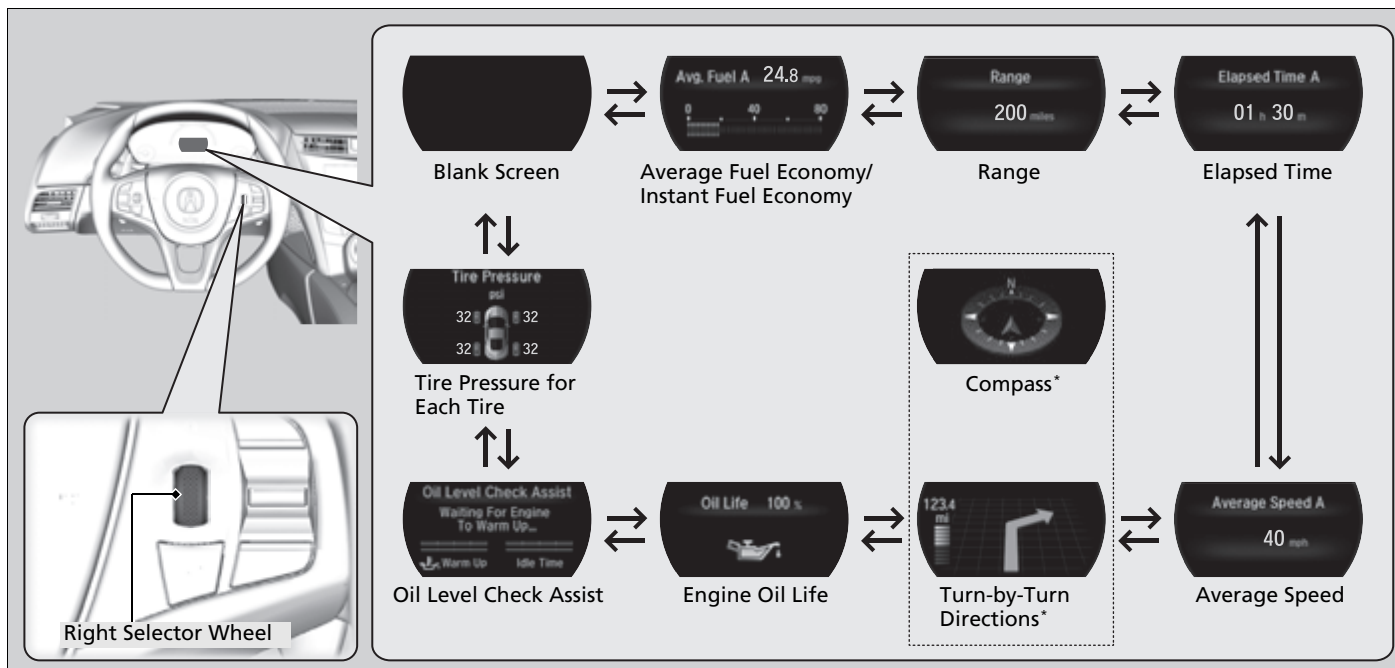 Avg. Fuel A 24.8 mpg
0 40 80
Range
200 miles
Elapsed Time A
01 h 30 m
Blank Screen
Average Fuel Economy/
Instant Fuel Economy
Range
Elapsed Time
Tire Pressure
psi
32 32
32 32
N
Tire Pressure for
Each Tire
Compass*
Oil Level Check Assist
Waiting For Engine
To Warm Up...
Warm Up Idle Time
Oil Life 100 %
123.4
mi
Average Speed A
40 mph
Oil Level Check Assist
Engine Oil Life
Turn-by-Turn
Directions*
Average Speed
Right Selector Wheel